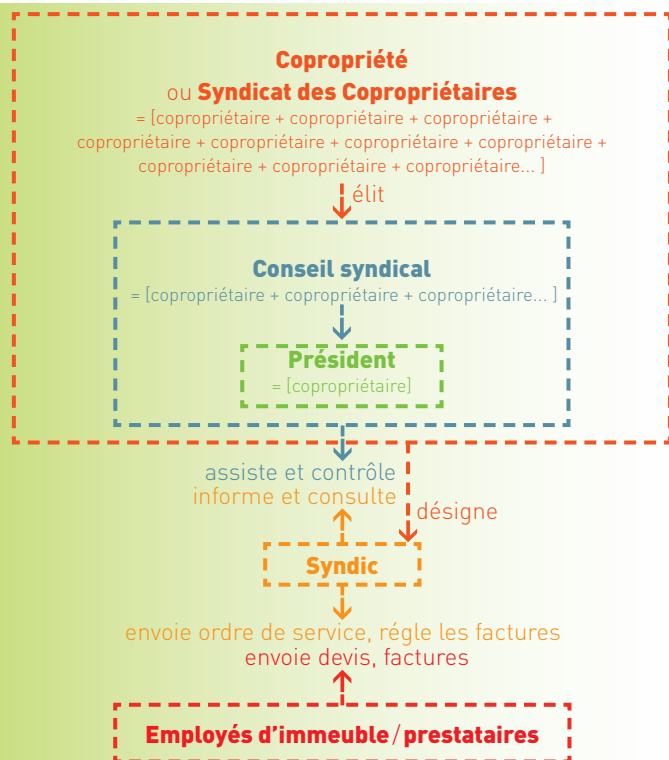 Copropriété
ou Syndicat des Copropriétaires
= [copropriétaire + copropriétaire + copropriétaire +
copropriétaire + copropriétaire + copropriétaire + copropriétaire +
copropriétaire + copropriétaire + copropriétaire... ]
élit
Conseil syndical
= [copropriétaire + copropriétaire + copropriétaire... ]
Président
= [copropriétaire]
assiste et contrôle
informe et consulte
désigne
Syndic
envoie ordre de service, régle les factures
envoie devis, factures
Employés d'immeuble/prestataires